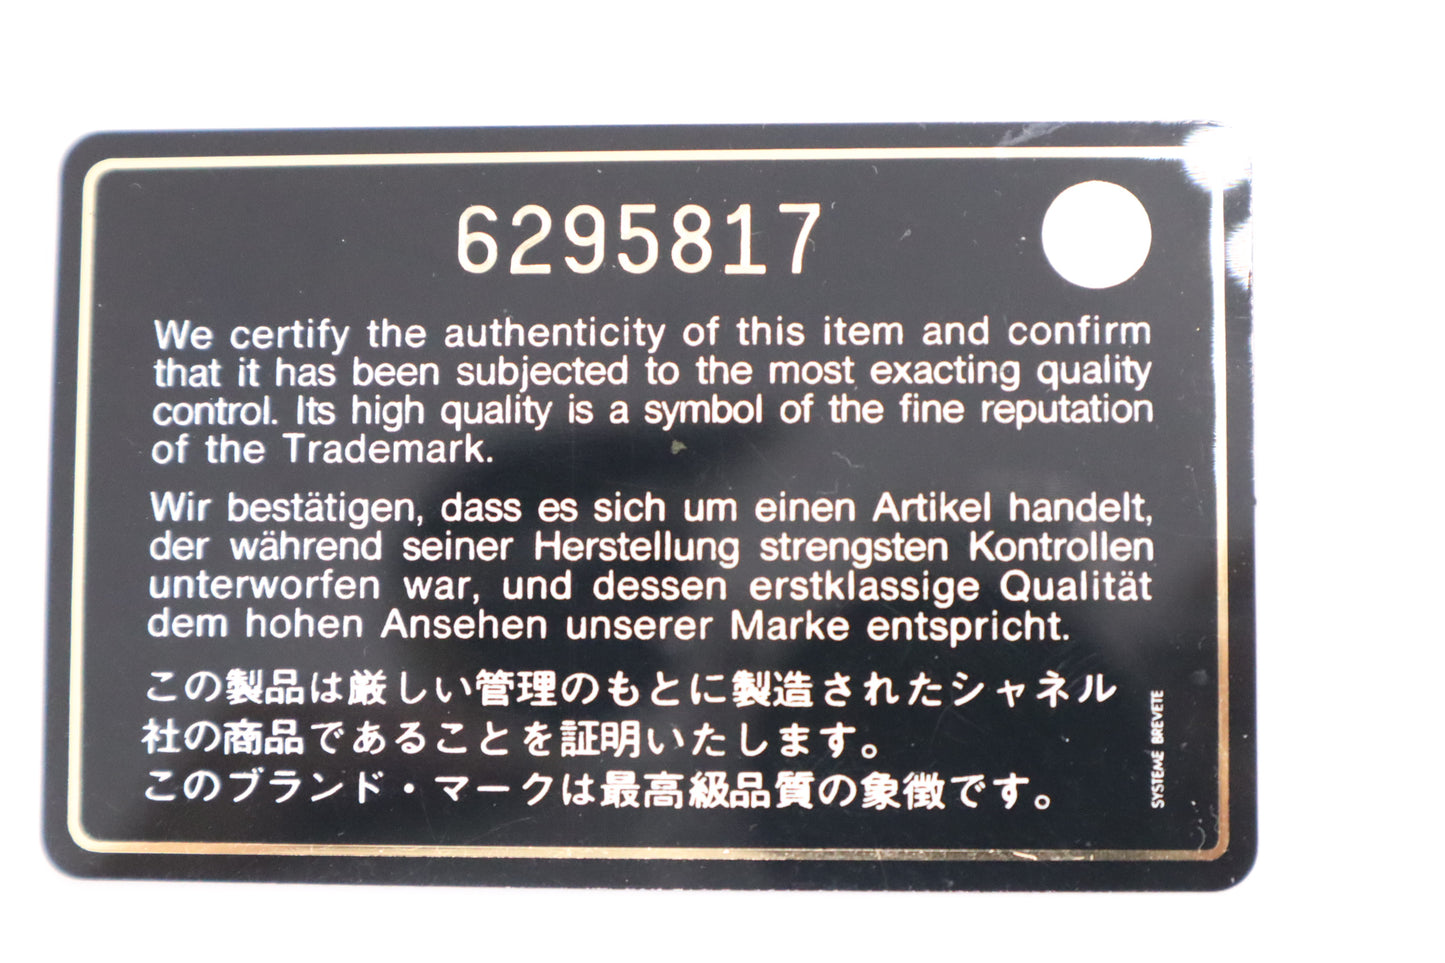 6295817
We certify the authenticity of this item and confirm
that it has been subjected to the most exacting quality
control. Its high quality is a symbol of the fine reputation
of the Trademark.
Wir bestätigen, dass es sich um einen Artikel handelt,
der während seiner Herstellung strengsten Kontrollen
unterworfen war, und dessen erstklassige Qualität
dem hohen Ansehen unserer Marke entspricht.
この製品は厳しい管理のもとに製造されたシャネル
社の商品であることを証明いたします。
このブランド・マークは最高級品質の象徴です。
SYSTEME BREVETE